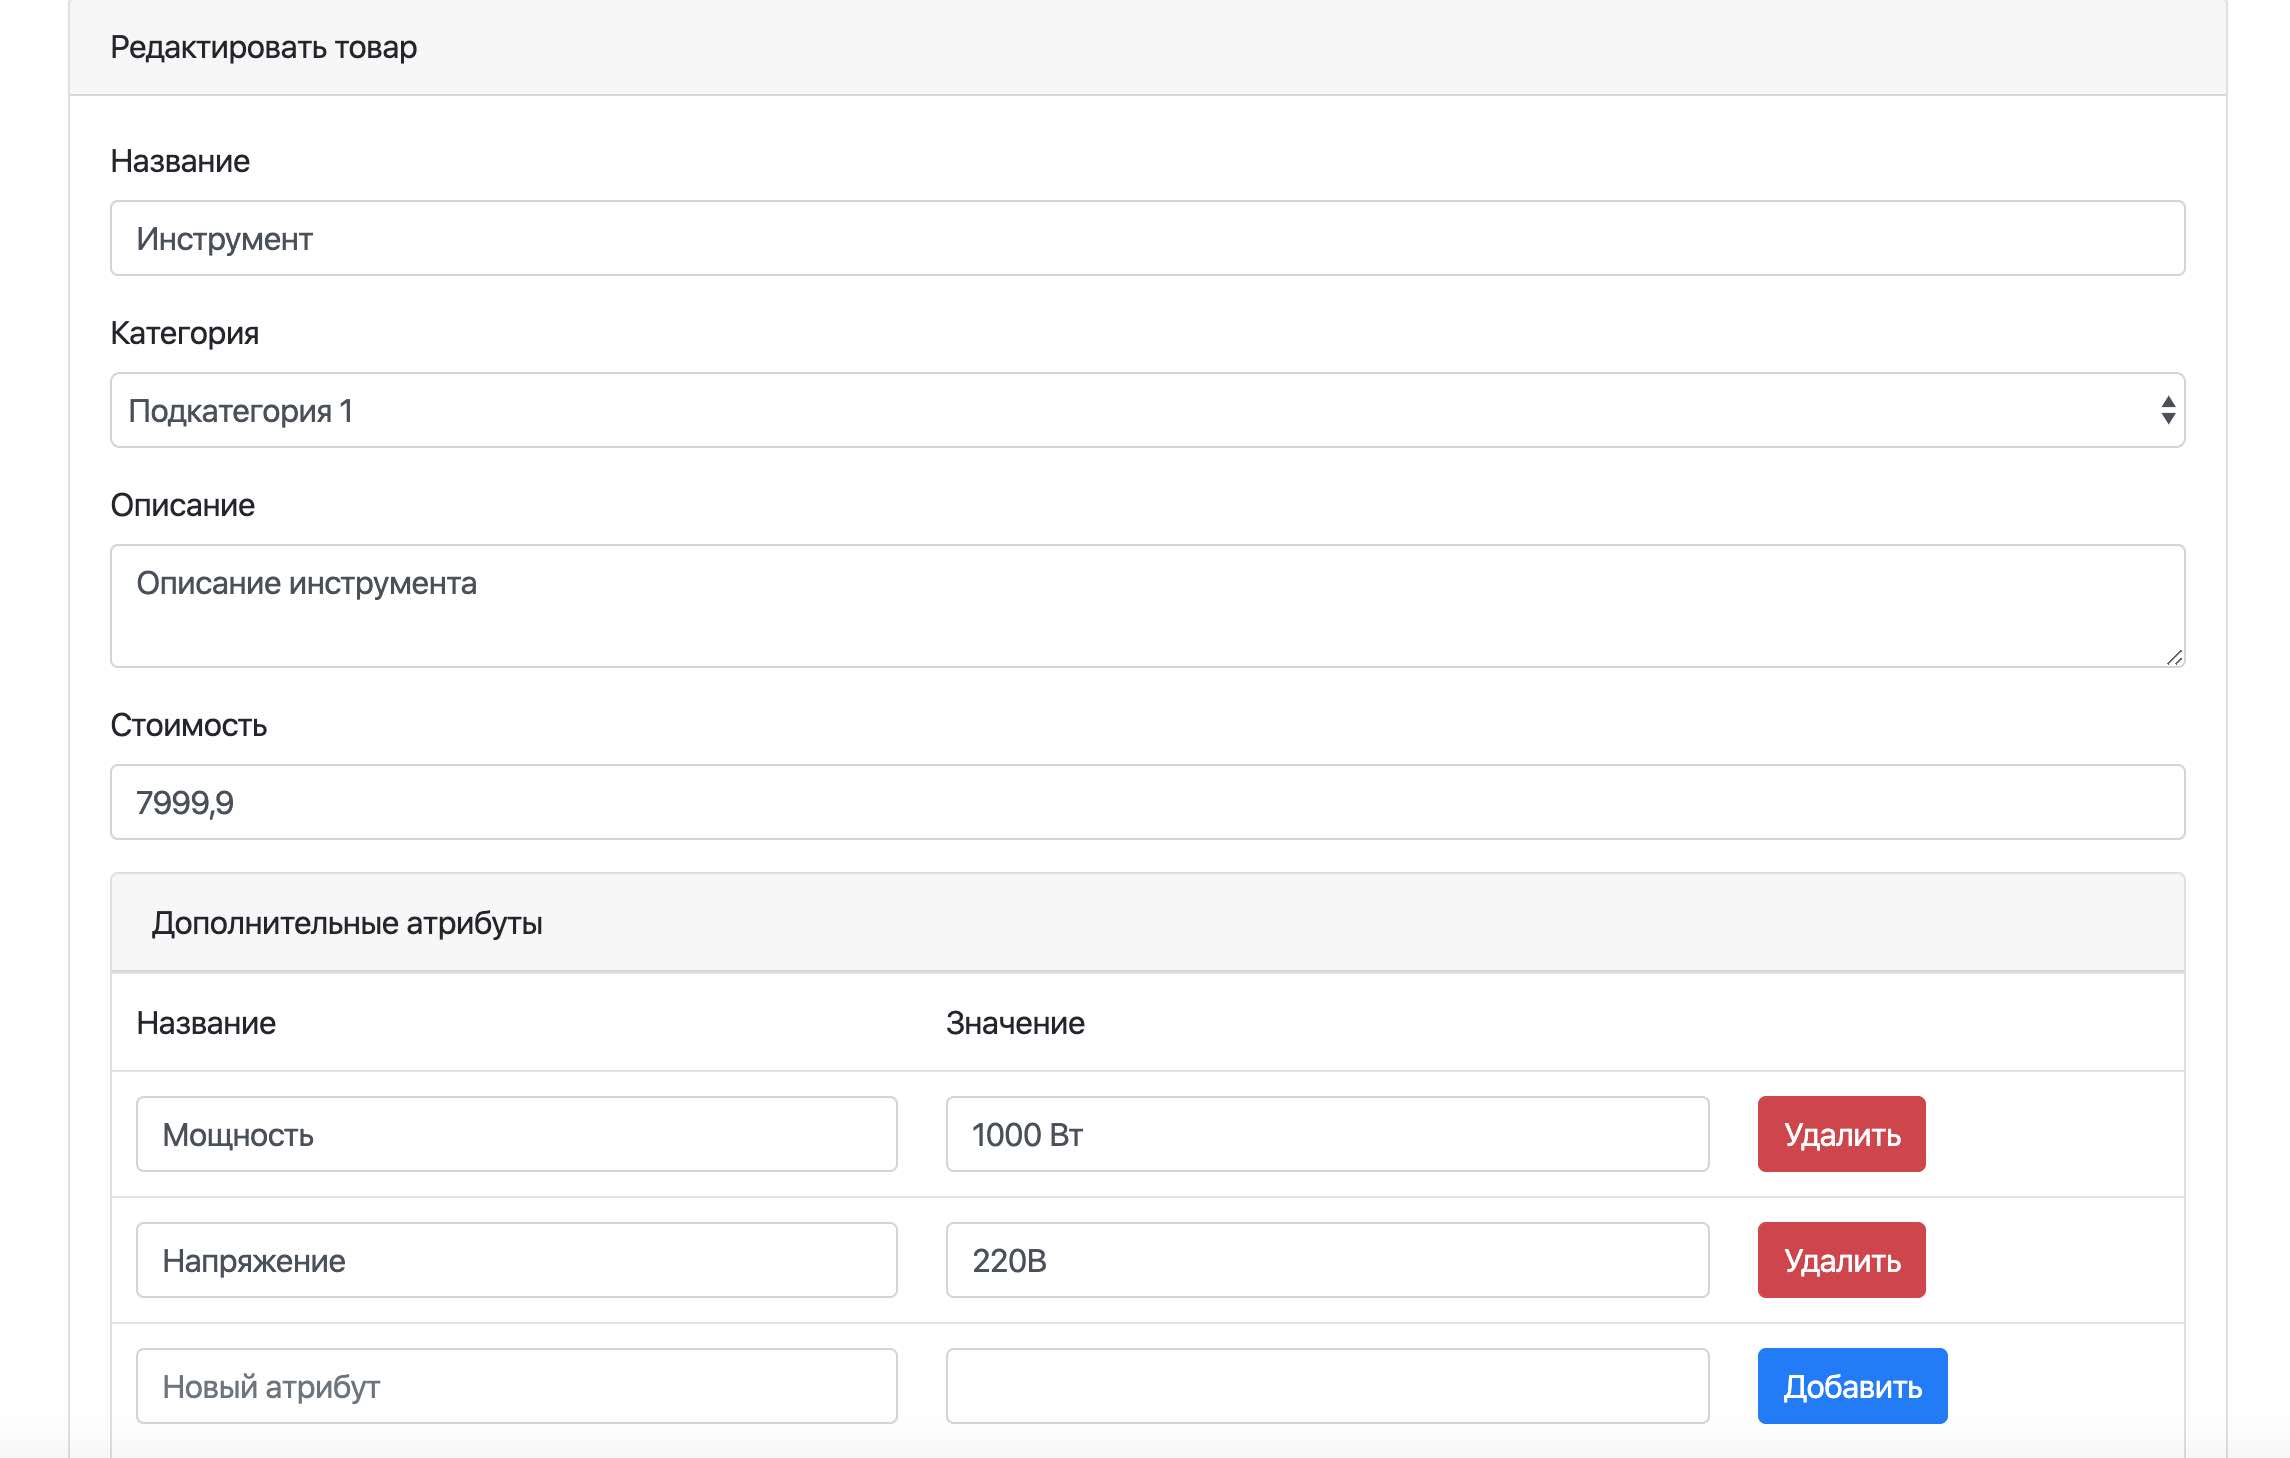 Редактировать товар
Название
Инструмент
Категория
Подкатегория 1
Описание
Описание инструмента
Стоимость
7999,9
Дополнительные атрибуты
Название Значение
Мощность 1000 Вт Удалить
Напряжение 220В Удалить
Новый атрибут Добавить